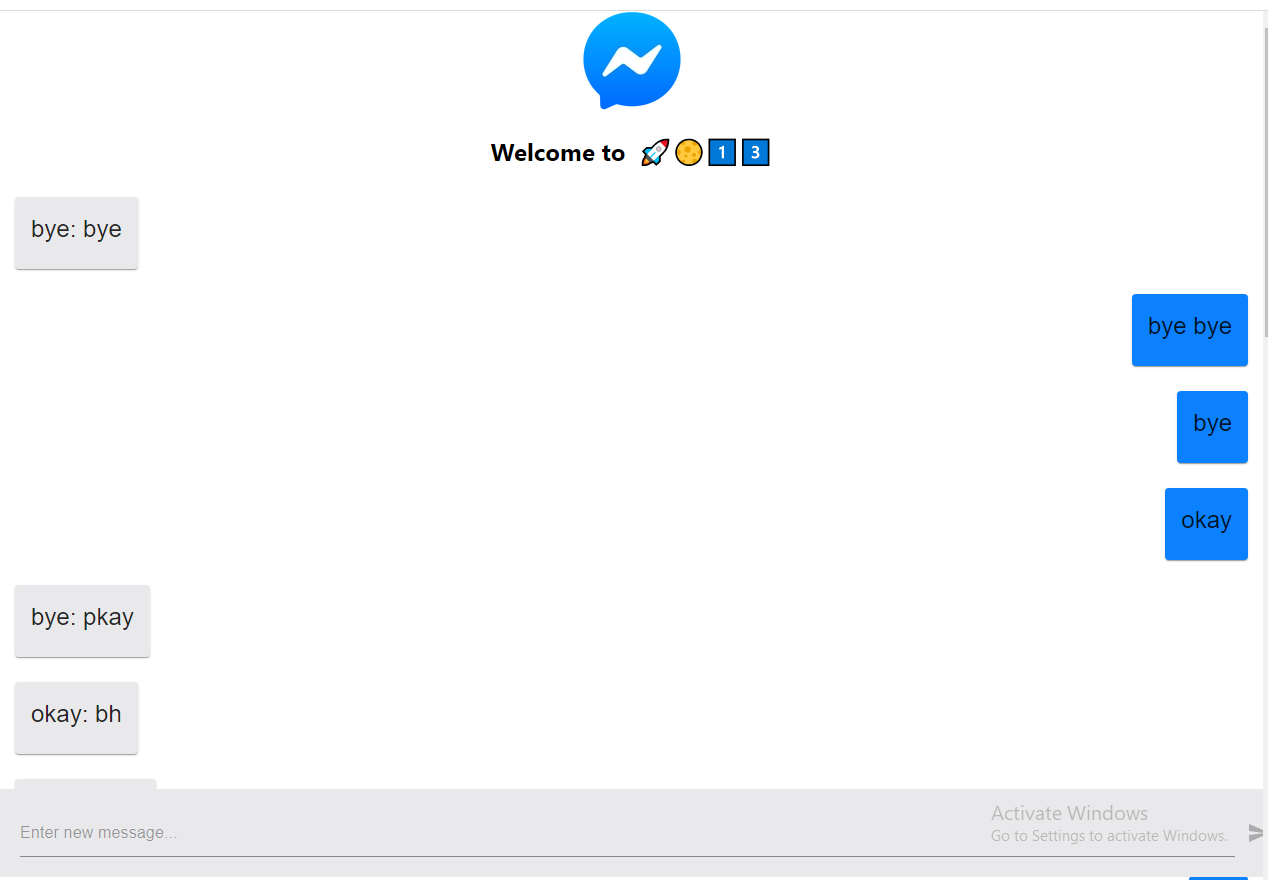 Welcome to 🚀🌕1️⃣3️⃣
bye: bye
bye bye
bye
okay
bye: pkay
okay: bh
Enter new message...
Activate Windows
Go to Settings to activate Windows.